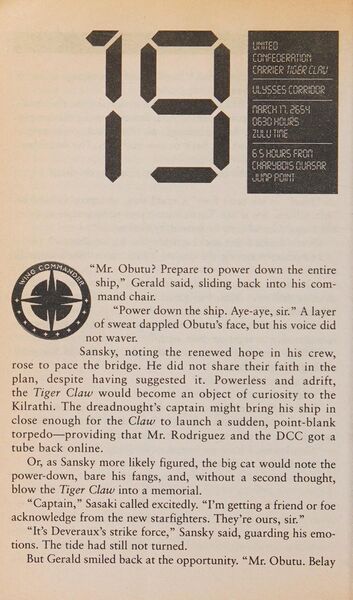 19
UNITED
CONFEDERATION
CARRIER TIGER CLAW
ULYSSES CORRIDOR
MARCH 17, 2654
0630 HOURS
ZULU TIME
6.5 HOURS FROM
CHARYBDIS QUASAR
JUMP POINT
WING COMMANDER
"Mr. Obutu? Prepare to power down the entire
ship," Gerald said, sliding back into his com-
mand chair.
"Power down the ship. Aye-aye, sir." A layer
of sweat dappled Obutu's face, but his voice did
not waver.
Sansky, noting the renewed hope in his crew,
rose to pace the bridge. He did not share their faith in the
plan, despite having suggested it. Powerless and adrift,
the Tiger Claw would become an object of curiosity to the
Kilrathi. The dreadnought's captain might bring his ship in
close enough for the Claw to launch a sudden, point-blank
torpedo—providing that Mr. Rodriguez and the DCC got a
tube back online.
Or, as Sansky more likely figured, the big cat would note the
power-down, bare his fangs, and, without a second thought,
blow the Tiger Claw into a memorial.
"Captain," Sasaki called excitedly. "I'm getting a friend or foe
acknowledge from the new starfighters. They're ours, sir."
"It's Deveraux's strike force," Sansky said, guarding his emo-
tions. The tide had still not turned.
But Gerald smiled back at the opportunity. "Mr. Obutu. Belay